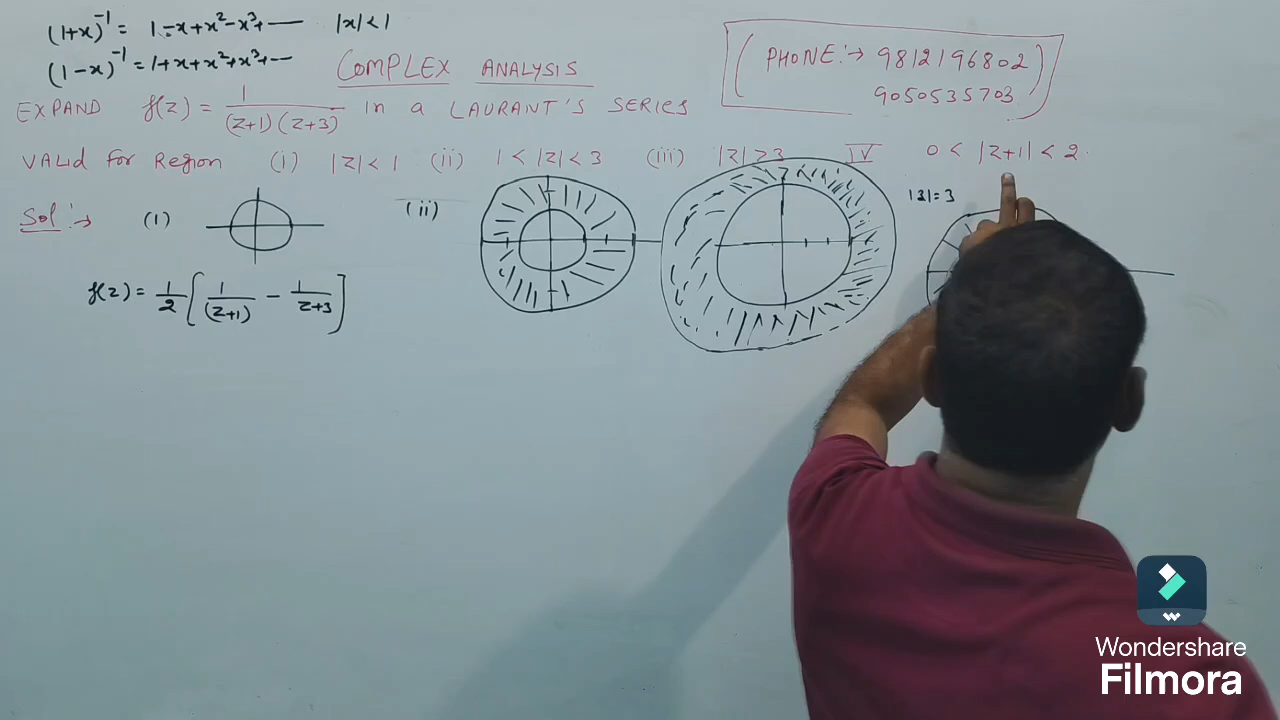 (1+x)⁻¹ = 1-x+x²-x³+---- |x|<1
(1-x)⁻¹ = 1+x+x²+x³+---
COMPLEX ANALYSIS
(PHONE:→ 9812196802
9050535703)
EXPAND f(z) = 1/((z+1)(z+3)) in a LAURANT'S SERIES
VALID for REGION (i) |z|<1 (ii) 1<|z|<3 (iii) |z|>3 IV 0<|z+1|<2.
Sol:→ (1) (ii) |z|=3
f(z) = 1/2 [1/(z+1) - 1/(z+3)]
Wondershare
Filmora